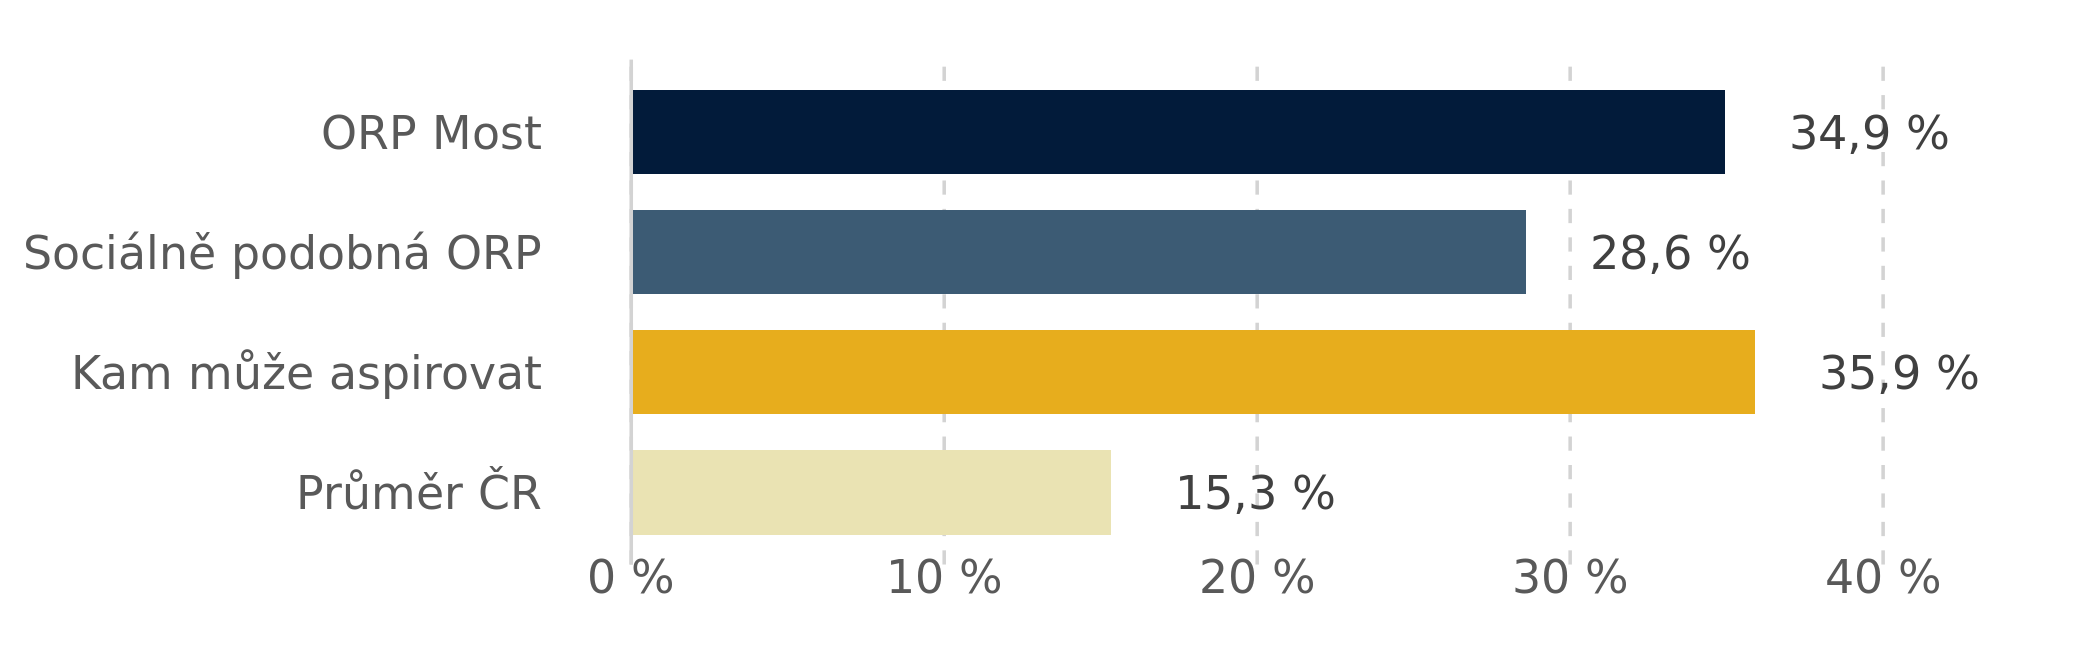 ORP Most
34,9 %
Sociálně podobná ORP
28,6 %
Kam může aspirovat
35,9 %
Průměr ČR
15,3 %
0 % 10 % 20 % 30 % 40 %